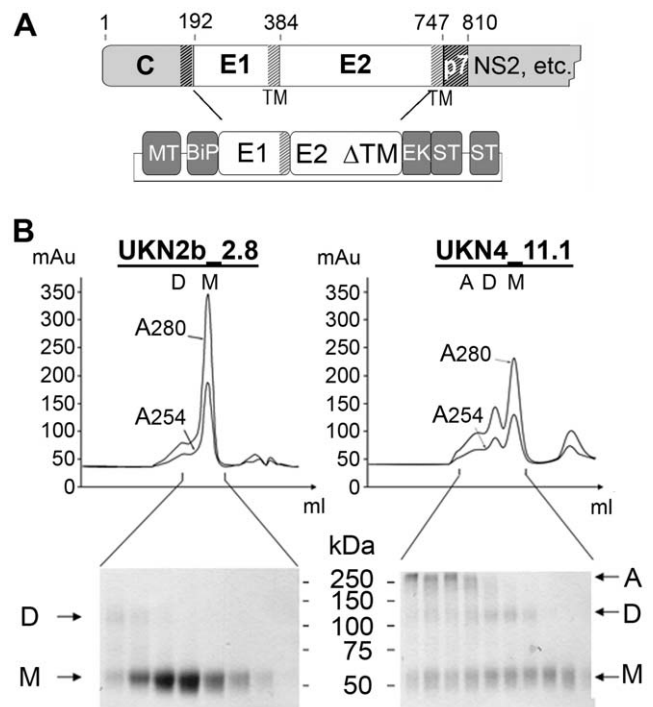 A
1 192 384 747 810
C E1 E2 p7 NS2, etc.
TM TM
MT BiP E1 E2 ΔTM EK ST ST
B
UKN2b_2.8 UKN4_11.1
mAu D M mAu A D M
350 350
300 300
250 A280 250 A280
200 200
150 A254 150 A254
100 100
50 50
0 0
ml ml
kDa
250 A
150
D 100 D
75
M 50 M